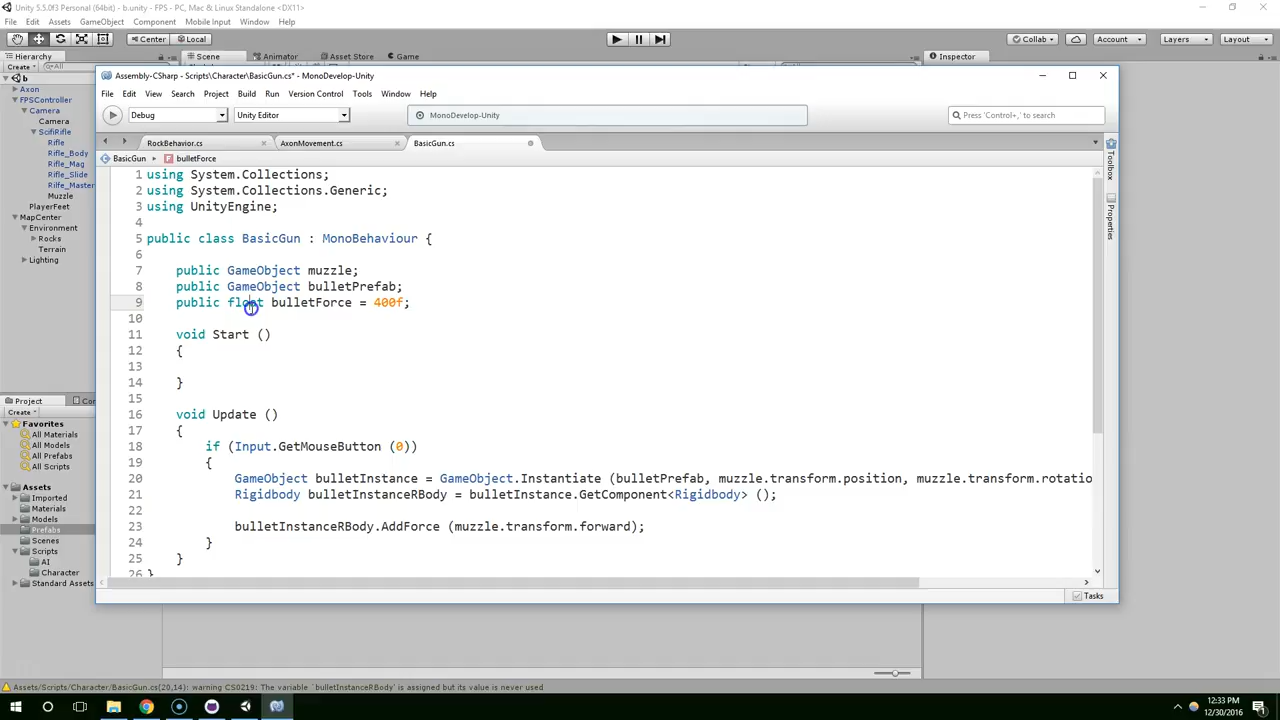 Unity 5.5.0f3 Personal (64bit) - b.unity - FPS - PC, Mac & Linux Standalone <DX11>
File Edit Assets GameObject Component Mobile Input Window Help
Center Local Collab Account Layers Layout
Hierarchy Scene Animator Asset Store Game Inspector
Create All
b
Axon
FPSController
Camera
Camera
ScifiRifle
Rifle
Rifle_Body
Rifle_Mag
Rifle_Slide
Riffe_Master
Muzzle
PlayerFeet
MapCenter
Environment
Rocks
Terrain
Lighting
Assembly-CSharp - Scripts\Character\BasicGun.cs* - MonoDevelop-Unity
File Edit View Search Project Build Run Version Control Tools Window Help
Debug Unity Editor MonoDevelop-Unity Press 'Control+,' to search
RockBehavior.cs AxonMovement.cs BasicGun.cs
BasicGun bulletForce
1 using System.Collections;
2 using System.Collections.Generic;
3 using UnityEngine;
4
5 public class BasicGun : MonoBehaviour {
6
7 public GameObject muzzle;
8 public GameObject bulletPrefab;
9 public float bulletForce = 400f;
10
11 void Start ()
12 {
13
14 }
15
16 void Update ()
17 {
18 if (Input.GetMouseButton (0))
19 {
20 GameObject bulletInstance = GameObject.Instantiate (bulletPrefab, muzzle.transform.position, muzzle.transform.rotatio
21 Rigidbody bulletInstanceRBody = bulletInstance.GetComponent<Rigidbody> ();
22
23 bulletInstanceRBody.AddForce (muzzle.transform.forward);
24 }
25 }
26 }
Toolbox
Properties
Tasks
Project Con
Create
Favorites
All Materials
All Models
All Prefabs
All Scripts
Assets
Imported
Materials
Models
Prefabs
Scenes
Scripts
AI
Character
Standard Assets
Assets/Scripts/Character/BasicGun.cs(20,14): warning CS0219: The variable `bulletInstanceRBody' is assigned but its value is never used
12:33 PM
12/30/2016